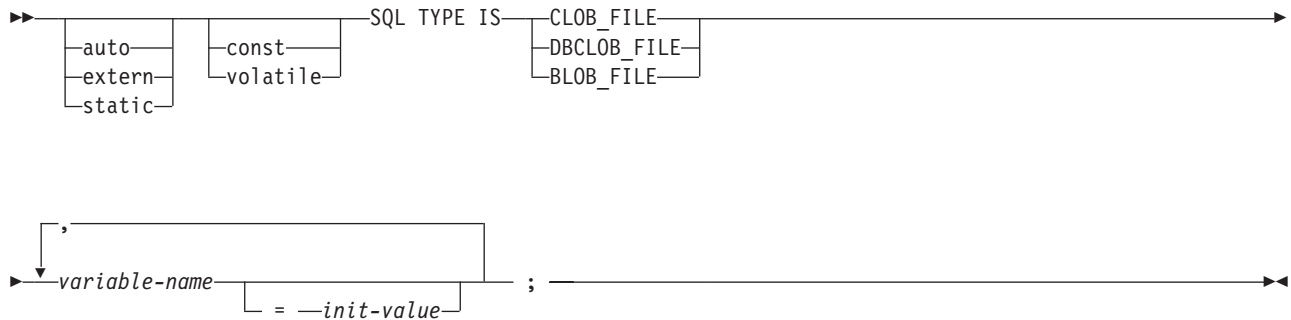 SQL TYPE IS CLOB_FILE
auto const DBCLOB_FILE
extern volatile BLOB_FILE
static
,
variable-name ;
= init-value